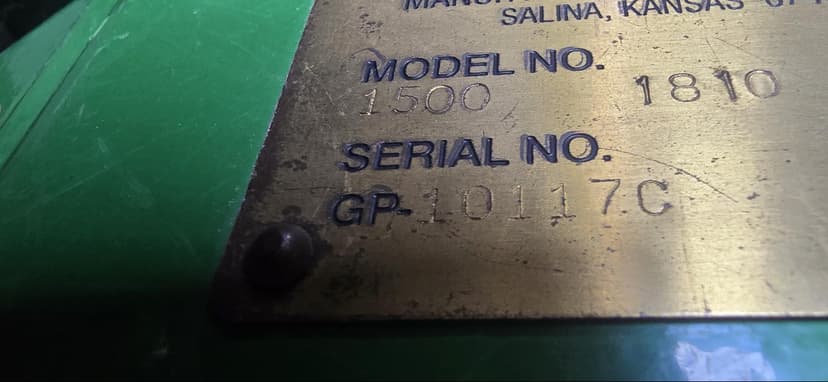 SALINA, KANSAS
MODEL NO.
1500 1810
SERIAL NO.
GP-10117C